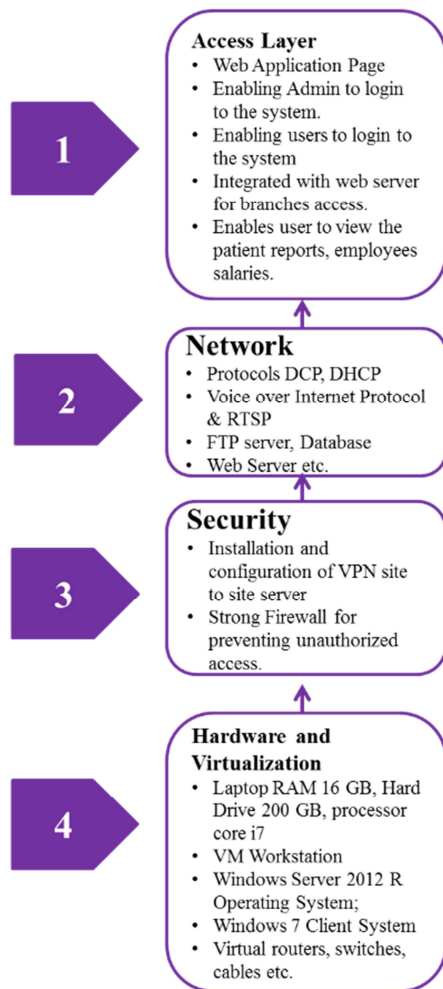 1
Access Layer
• Web Application Page
• Enabling Admin to login
to the system.
• Enabling users to login to
the system
• Integrated with web server
for branches access.
• Enables user to view the
patient reports, employees
salaries.
2
Network
• Protocols DCP, DHCP
• Voice over Internet Protocol
& RTSP
• FTP server, Database
• Web Server etc.
3
Security
• Installation and
configuration of VPN site
to site server
• Strong Firewall for
preventing unauthorized
access.
4
Hardware and
Virtualization
• Laptop RAM 16 GB, Hard
Drive 200 GB, processor
core i7
• VM Workstation
• Windows Server 2012 R
Operating System;
• Windows 7 Client System
• Virtual routers, switches,
cables etc.